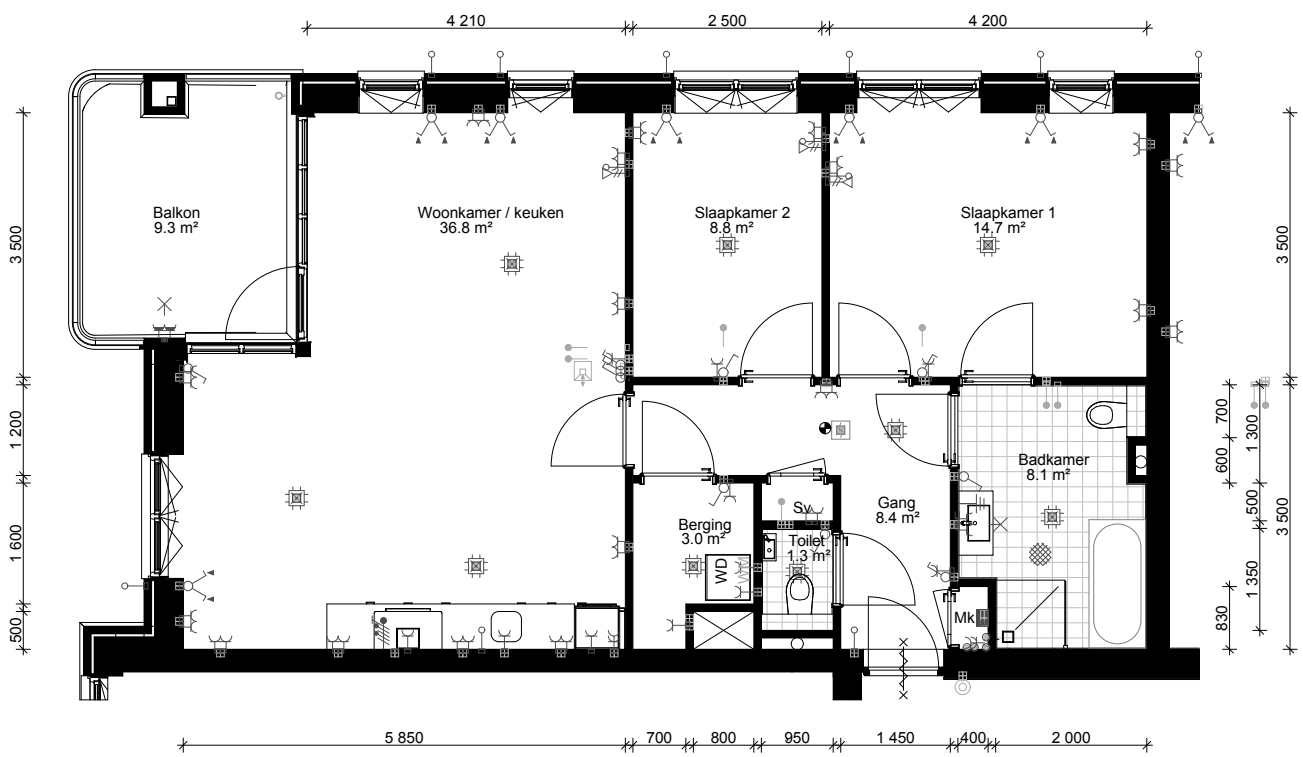 4 210
2 500
4 200
Balkon
9.3 m²
Woonkamer / keuken
36.8 m²
Slaapkamer 2
8.8 m²
Slaapkamer 1
14.7 m²
3 500
3 500
1 200
1 600
500
700
600
1 300
500
1 350
830
3 500
Badkamer
8.1 m²
Gang
8.4 m²
Berging
3.0 m²
Sv
Toilet
1.3 m²
WD
WM
Mk
5 850
700
800
950
1 450
400
2 000